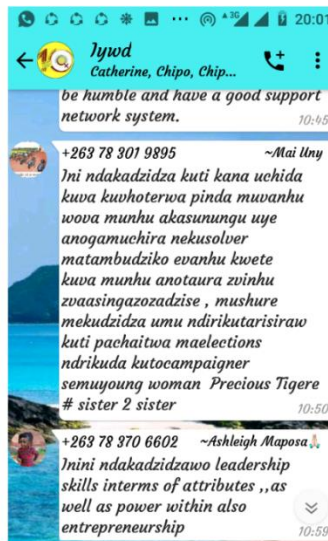 3G
20:01
Jywd
Catherine, Chipo, Chip...
be humble and have a good support
network system.
10:45
+263 78 301 9895 ~Mai Uny
Ini ndakadzidza kuti kana uchida
kuva kuvhoterwa pinda muvanhu
wova munhu akasunungu uye
anogamuchira nekusolver
matambudziko evanhu kwete
kuva munhu anotaura zvinhu
zvaasingazozadzise , mushure
mekudzidza umu ndirikutarisiraw
kuti pachaitwa maelections
ndrikuda kutocampaigner
semuyoung woman Precious Tigere
# sister 2 sister
10:50
+263 78 370 6602 ~Ashleigh Maposa🙏🏻
Inini ndakadzidzawo leadership
skills interms of attributes ,,as
well as power within also
entrepreneurship
10:59